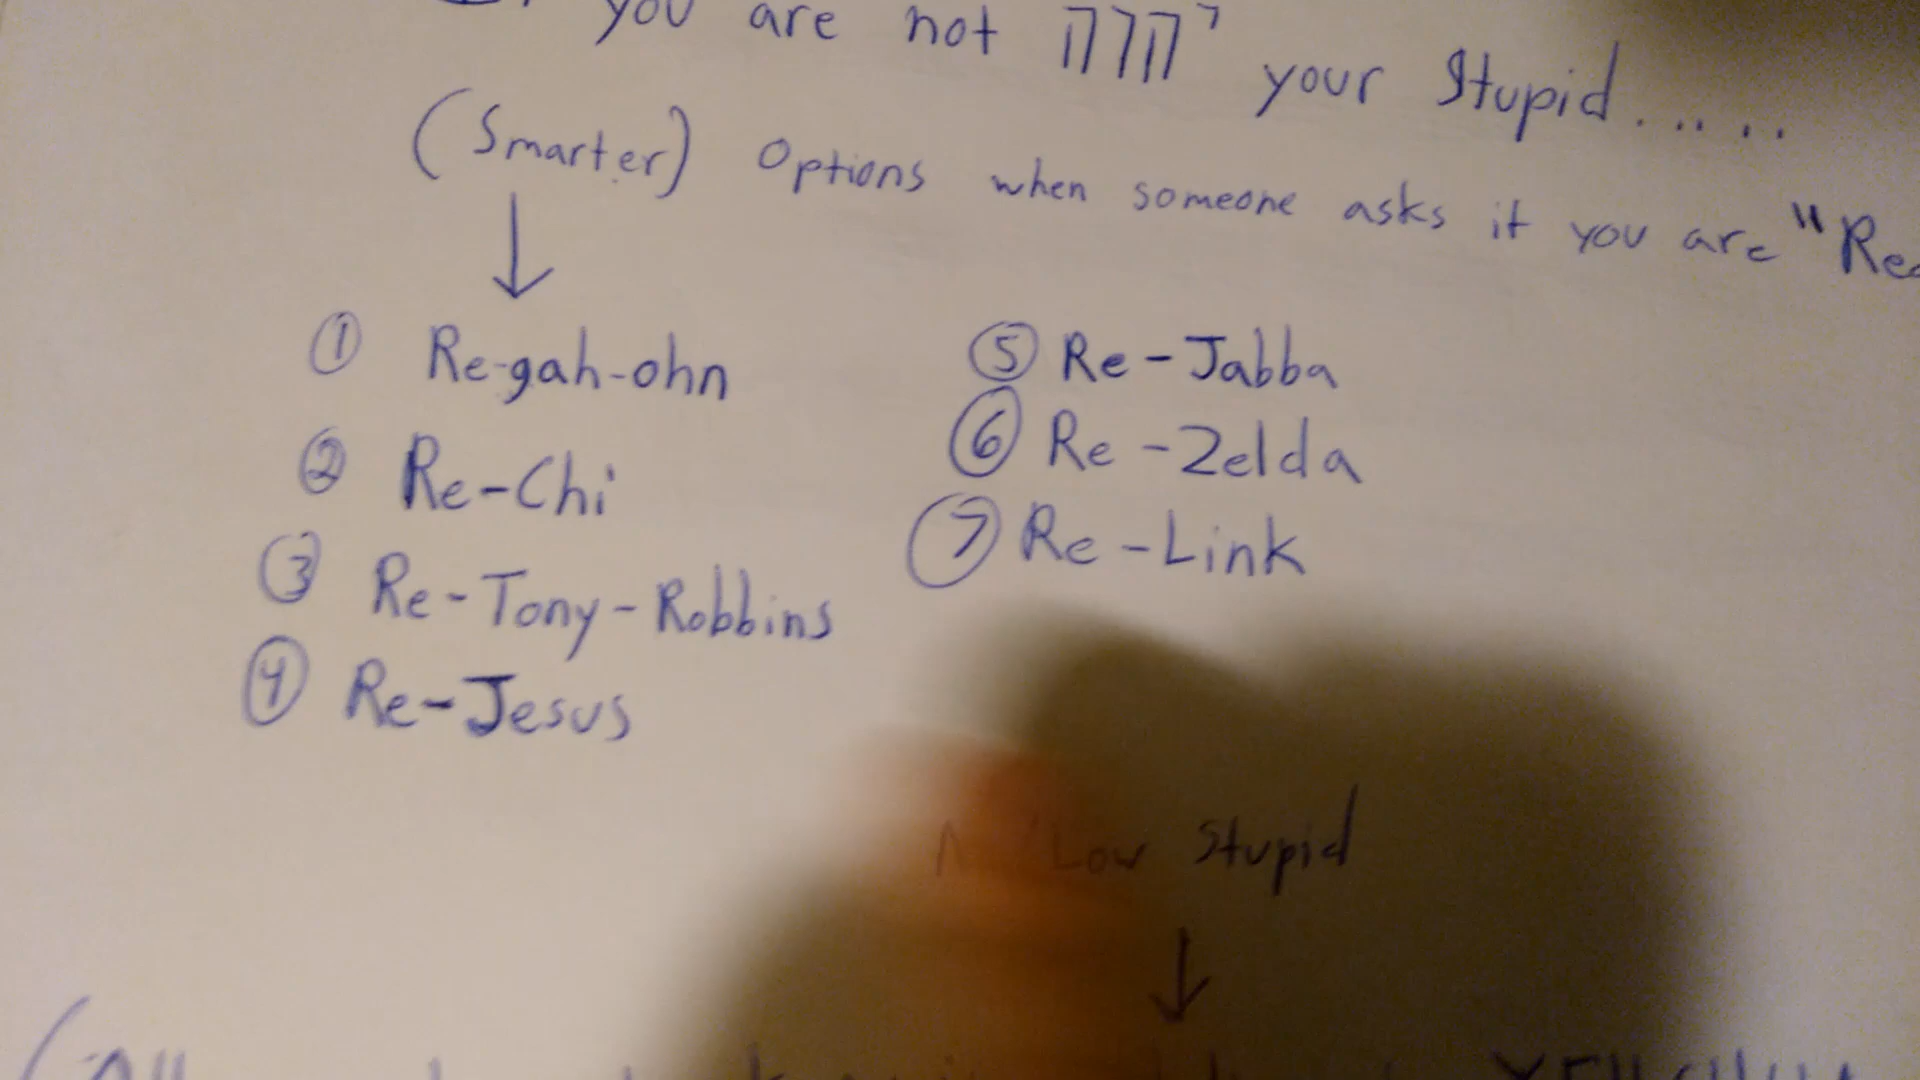 you are not יהוה your Stupid.....
(Smarter) Options when someone asks if you are "Re
① Re-gah-ohn
② Re-Chi
③ Re-Tony-Robbins
④ Re-Jesus
⑤ Re-Jabba
⑥ Re-Zelda
⑦ Re-Link
Low Stupid